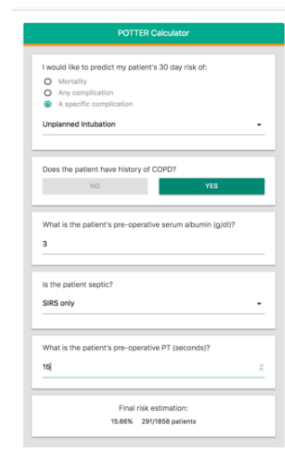 POTTER Calculator
I would like to predict my patient's 30 day risk of:
Mortality
Any complication
A specific complication
Unplanned Intubation
Does the patient have history of COPD?
NO YES
What is the patient's pre-operative serum albumin (g/dl)?
3
Is the patient septic?
SIRS only
What is the patient's pre-operative PT (seconds)?
15
Final risk estimation:
15.66% 291/1858 patients